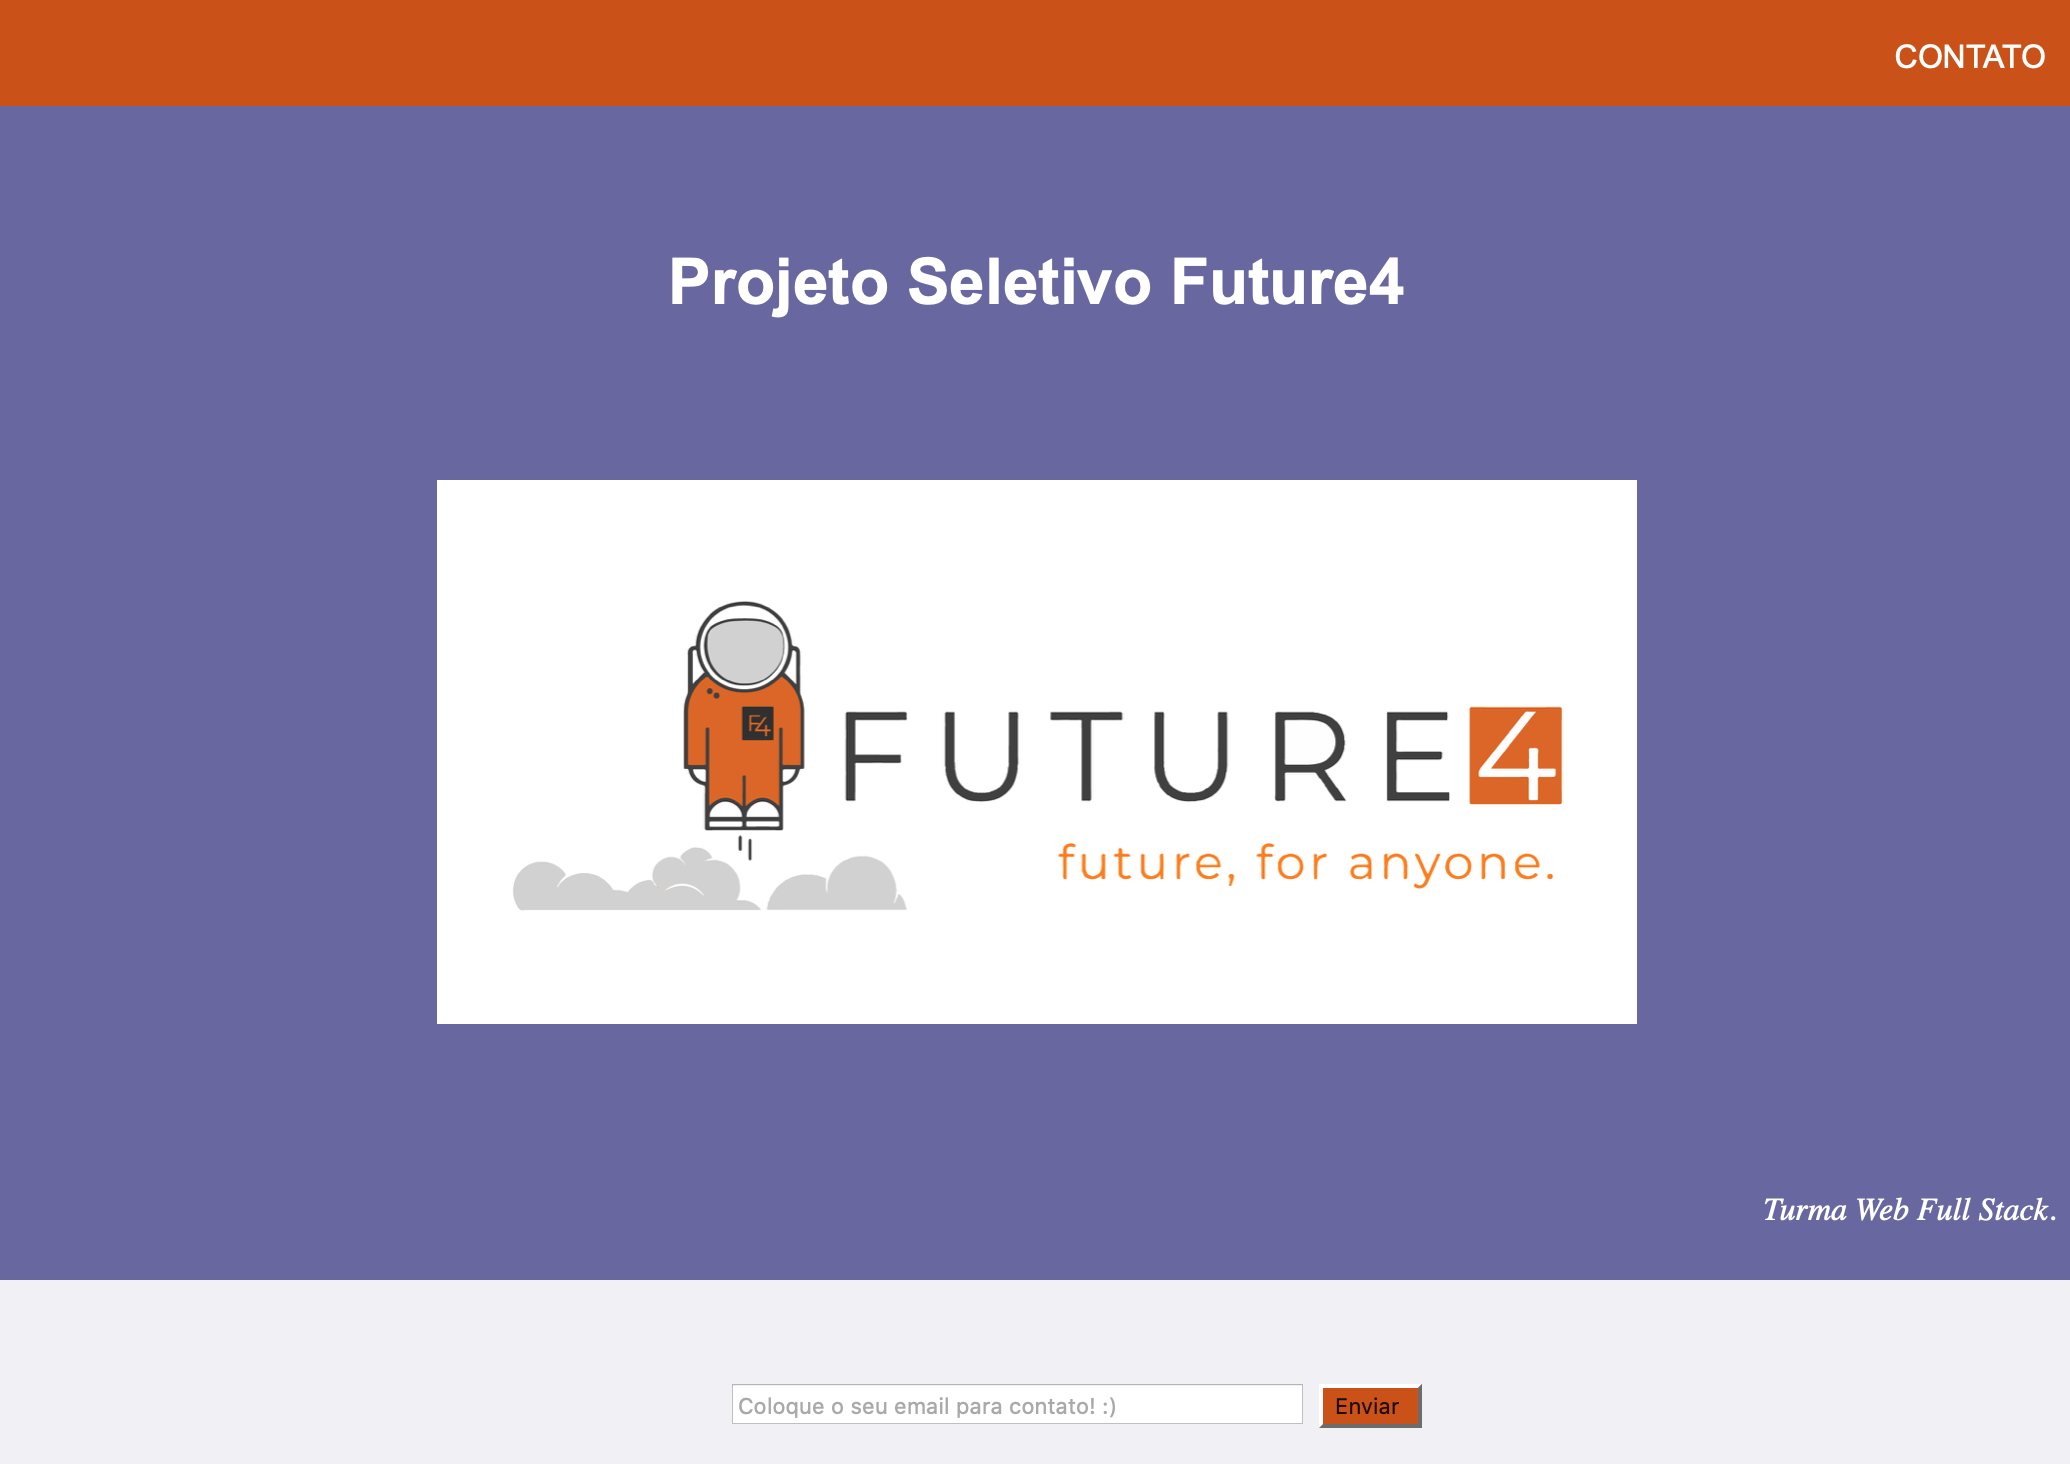 CONTATO
Projeto Seletivo Future4
F4
FUTURE4
future, for anyone.
Turma Web Full Stack.
Coloque o seu email para contato! :)
Enviar